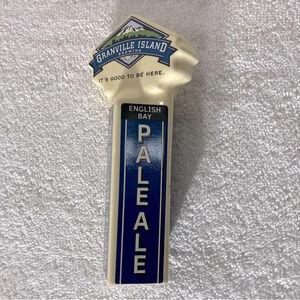 GRANVILLE ISLAND
BREWING
IT'S GOOD TO BE HERE.
ENGLISH
BAY
PALE ALE